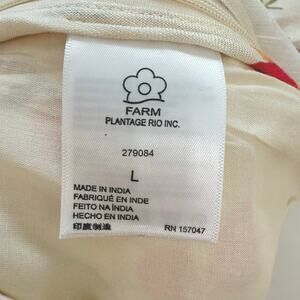 FARM
PLANTAGE RIO INC.
279084
L
MADE IN INDIA
FABRIQUÉ EN INDE
FEITO NA ÍNDIA
HECHO EN INDIA
印度制造 RN 157047